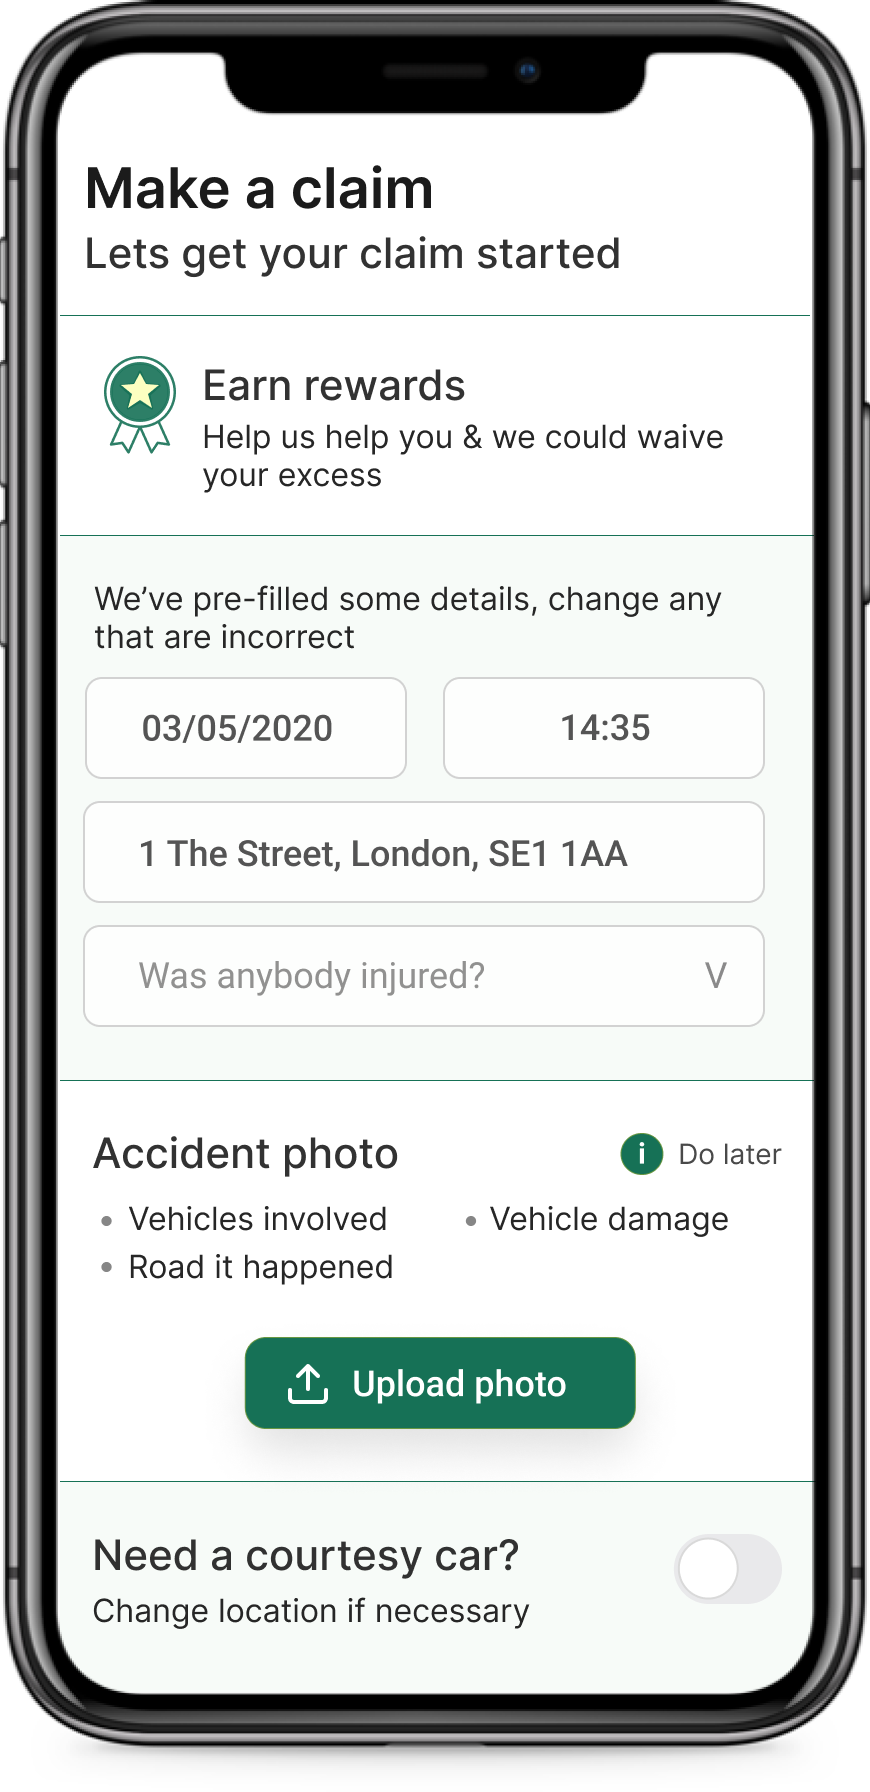 Make a claim
Lets get your claim started
Earn rewards
Help us help you & we could waive
your excess
We’ve pre-filled some details, change any
that are incorrect
03/05/2020 14:35
1 The Street, London, SE1 1AA
Was anybody injured? V
Accident photo i Do later
• Vehicles involved • Vehicle damage
• Road it happened
Upload photo
Need a courtesy car?
Change location if necessary